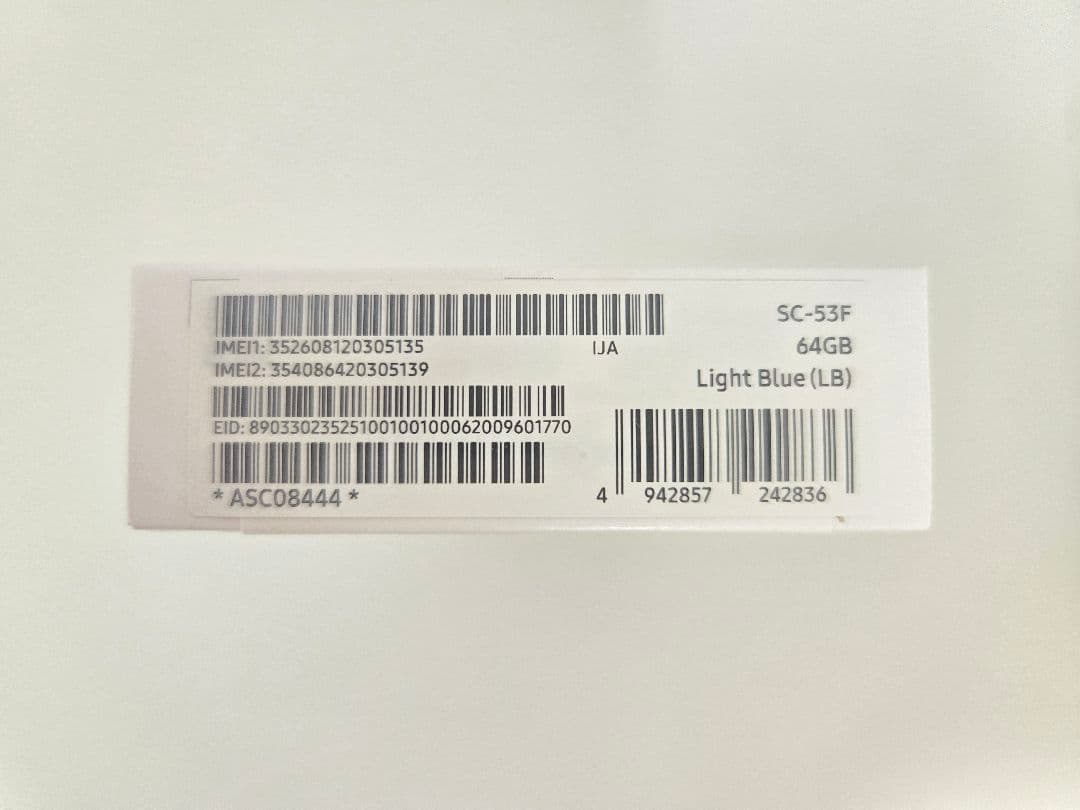 IMEI1: 352608120305135
IJA
IMEI2: 354086420305139
EID: 89033023525100100100062009601770
* ASC08444 *
SC-53F
64GB
Light Blue (LB)
4 942857 242836